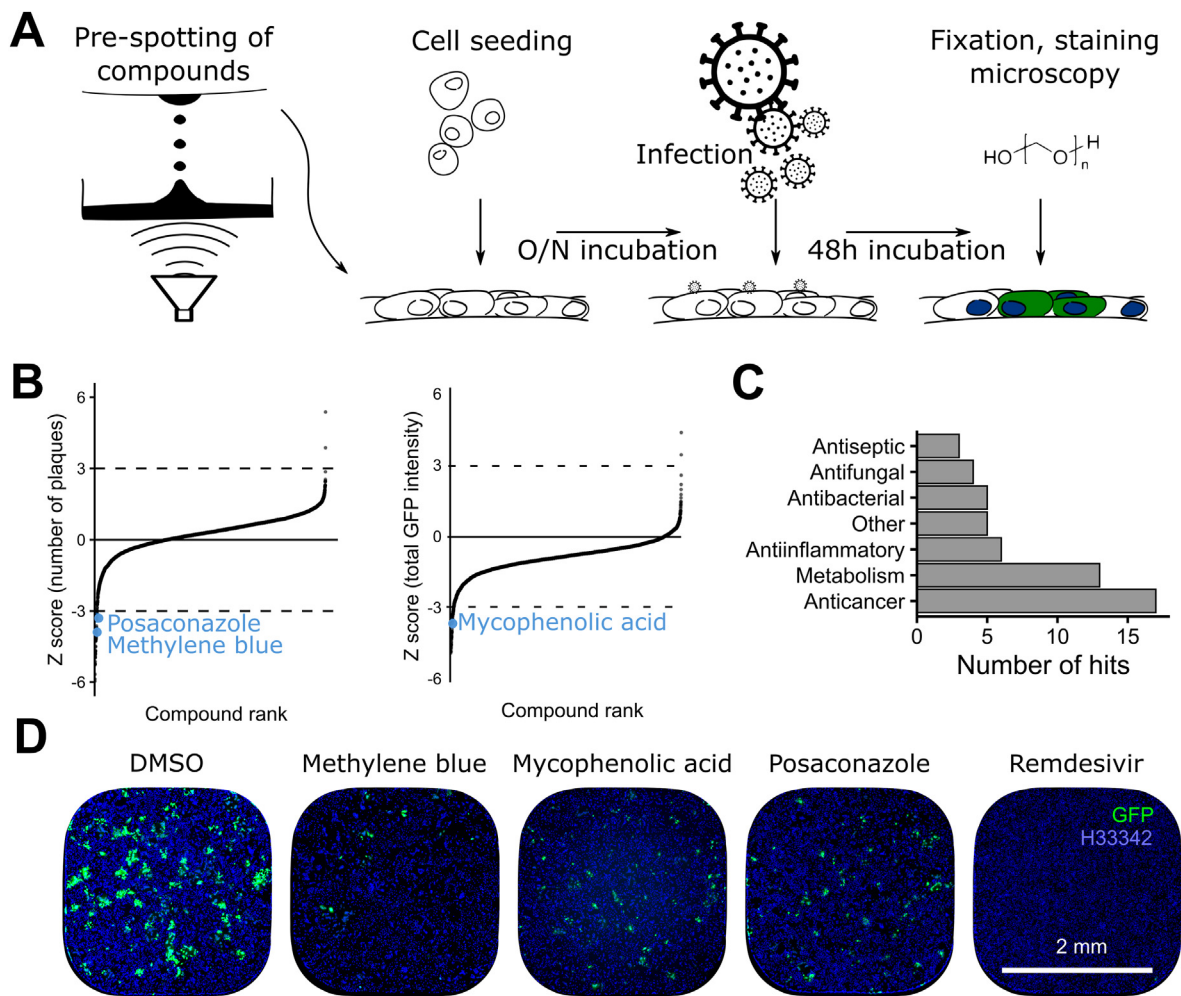 A
Pre-spotting of
compounds
Cell seeding
Infection
Fixation, staining
microscopy
HO
O
H
n
O/N incubation
48h incubation
B
Z score (number of plaques)
6
3
0
-3
-6
Posaconazole
Methylene blue
Compound rank
Z score (total GFP intensity)
6
3
0
-3
-6
Mycophenolic acid
Compound rank
C
Antiseptic
Antifungal
Antibacterial
Other
Antiinflammatory
Metabolism
Anticancer
0 5 10 15
Number of hits
D
DMSO
Methylene blue
Mycophenolic acid
Posaconazole
Remdesivir
GFP
H33342
2 mm